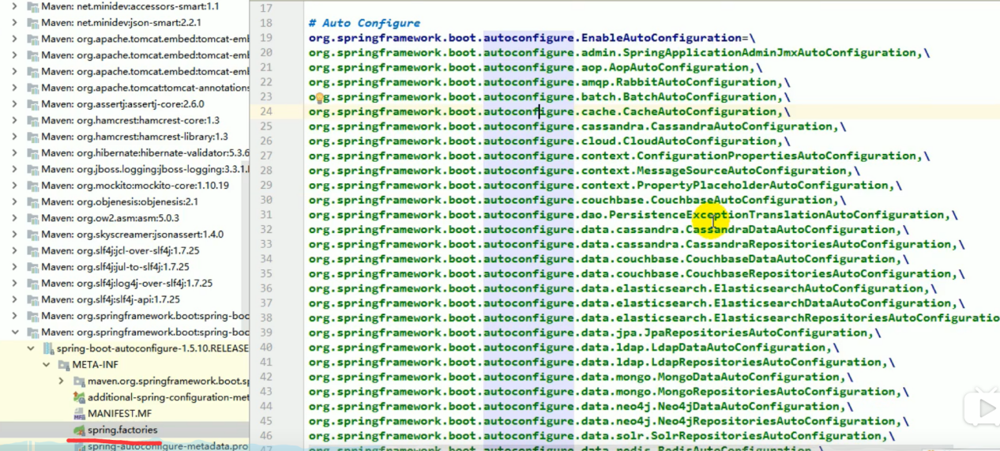 Maven: net.minidev:accessors-smart:1.1
Maven: net.minidev:json-smart:2.2.1
Maven: org.apache.tomcat.embed:tomcat-em
Maven: org.apache.tomcat.embed:tomcat-em
Maven: org.apache.tomcat.embed:tomcat-em
Maven: org.apache.tomcat:tomcat-annotations
Maven: org.assertj:assertj-core:2.6.0
Maven: org.hamcrest:hamcrest-core:1.3
Maven: org.hamcrest:hamcrest-library:1.3
Maven: org.hibernate:hibernate-validator:5.3.6
Maven: org.jboss.logging:jboss-logging:3.3.1.
Maven: org.mockito:mockito-core:1.10.19
Maven: org.objenesis:objenesis:2.1
Maven: org.ow2.asm:asm:5.0.3
Maven: org.skyscreamer:jsonassert:1.4.0
Maven: org.slf4j:jcl-over-slf4j:1.7.25
Maven: org.slf4j:jul-to-slf4j:1.7.25
Maven: org.slf4j:log4j-over-slf4j:1.7.25
Maven: org.slf4j:slf4j-api:1.7.25
Maven: org.springframework.boot:spring-boo
Maven: org.springframework.boot:spring-boo
spring-boot-autoconfigure-1.5.10.RELEASE
META-INF
maven.org.springframework.boot.sp
additional-spring-configuration-met
MANIFEST.MF
spring.factories
spring-autoconfigure-metadata.pro
17
18 # Auto Configure
19 org.springframework.boot.autoconfigure.EnableAutoConfiguration=\
20 org.springframework.boot.autoconfigure.admin.SpringApplicationAdminJmxAutoConfiguration,\
21 org.springframework.boot.autoconfigure.aop.AopAutoConfiguration,\
22 org.springframework.boot.autoconfigure.amqp.RabbitAutoConfiguration,\
23 org.springframework.boot.autoconfigure.batch.BatchAutoConfiguration,\
24 org.springframework.boot.autoconfigure.cache.CacheAutoConfiguration,\
25 org.springframework.boot.autoconfigure.cassandra.CassandraAutoConfiguration,\
26 org.springframework.boot.autoconfigure.cloud.CloudAutoConfiguration,\
27 org.springframework.boot.autoconfigure.context.ConfigurationPropertiesAutoConfiguration,\
28 org.springframework.boot.autoconfigure.context.MessageSourceAutoConfiguration,\
29 org.springframework.boot.autoconfigure.context.PropertyPlaceholderAutoConfiguration,\
30 org.springframework.boot.autoconfigure.couchbase.CouchbaseAutoConfiguration,\
31 org.springframework.boot.autoconfigure.dao.PersistenceExceptionTranslationAutoConfiguration,\
32 org.springframework.boot.autoconfigure.data.cassandra.CassandraDataAutoConfiguration,\
33 org.springframework.boot.autoconfigure.data.cassandra.CassandraRepositoriesAutoConfiguration,\
34 org.springframework.boot.autoconfigure.data.couchbase.CouchbaseDataAutoConfiguration,\
35 org.springframework.boot.autoconfigure.data.couchbase.CouchbaseRepositoriesAutoConfiguration,\
36 org.springframework.boot.autoconfigure.data.elasticsearch.ElasticsearchAutoConfiguration,\
37 org.springframework.boot.autoconfigure.data.elasticsearch.ElasticsearchDataAutoConfiguration,\
38 org.springframework.boot.autoconfigure.data.elasticsearch.ElasticsearchRepositoriesAutoConfiguratio
39 org.springframework.boot.autoconfigure.data.jpa.JpaRepositoriesAutoConfiguration,\
40 org.springframework.boot.autoconfigure.data.ldap.LdapDataAutoConfiguration,\
41 org.springframework.boot.autoconfigure.data.ldap.LdapRepositoriesAutoConfiguration,\
42 org.springframework.boot.autoconfigure.data.mongo.MongoDataAutoConfiguration,\
43 org.springframework.boot.autoconfigure.data.mongo.MongoRepositoriesAutoConfiguration,\
44 org.springframework.boot.autoconfigure.data.neo4j.Neo4jDataAutoConfiguration,\
45 org.springframework.boot.autoconfigure.data.neo4j.Neo4jRepositoriesAutoConfiguration,\
46 org.springframework.boot.autoconfigure.data.solr.SolrRepositoriesAutoConfiguration,\
47 org.springframework.boot.autoconfigure.data.redis.RedisAutoConfiguration,\